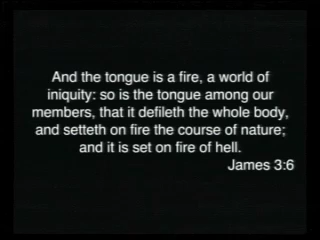 And the tongue is a fire, a world of
iniquity: so is the tongue among our
members, that it defileth the whole body,
and setteth on fire the course of nature;
and it is set on fire of hell.
James 3:6